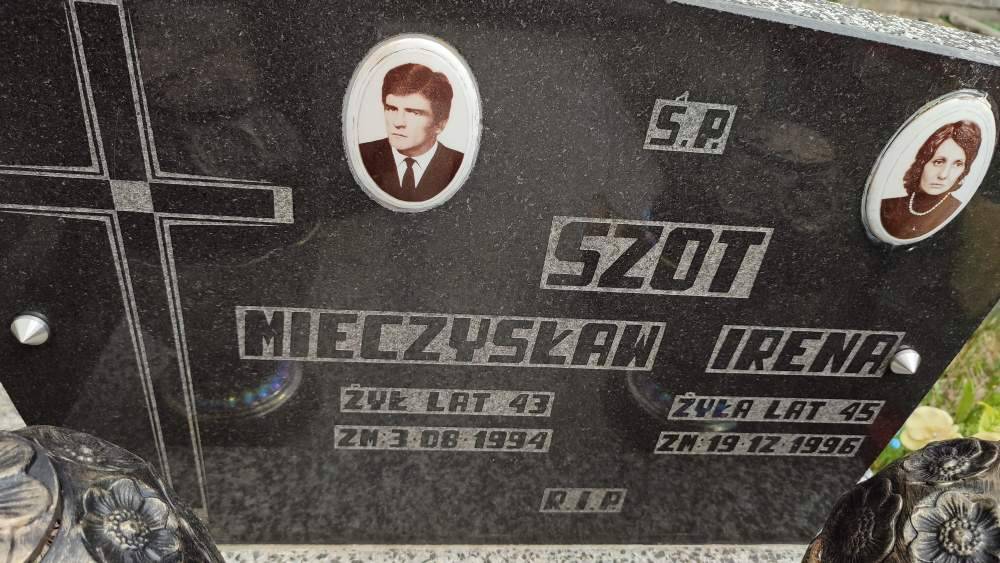 Ś.P.
SZOT
MIECZYSŁAW IRENA
ŻYŁ LAT 43 ŻYŁA LAT 45
ZM·3·08·1994 ZM·19·12·1996
R.I.P.